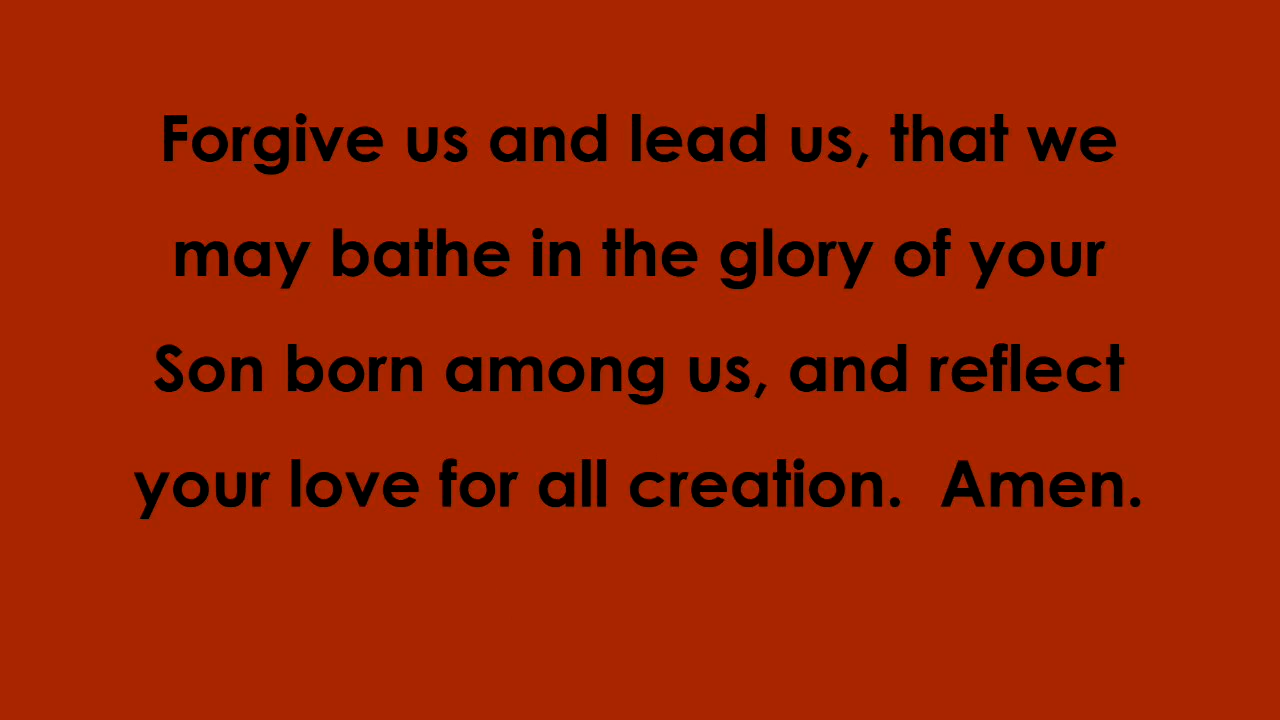 Forgive us and lead us, that we
may bathe in the glory of your
Son born among us, and reflect
your love for all creation.  Amen.